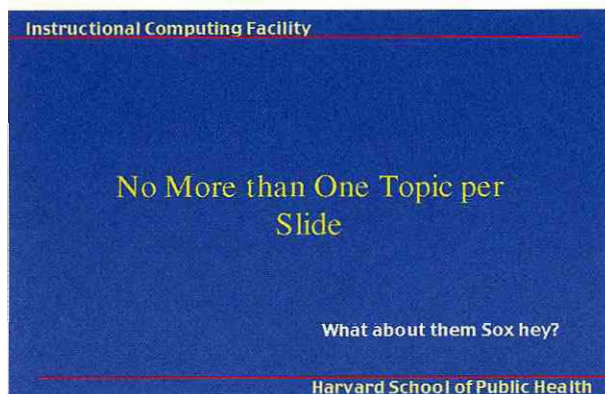 Instructional Computing Facility
No More than One Topic per
Slide
What about them Sox hey?
Harvard School of Public Health